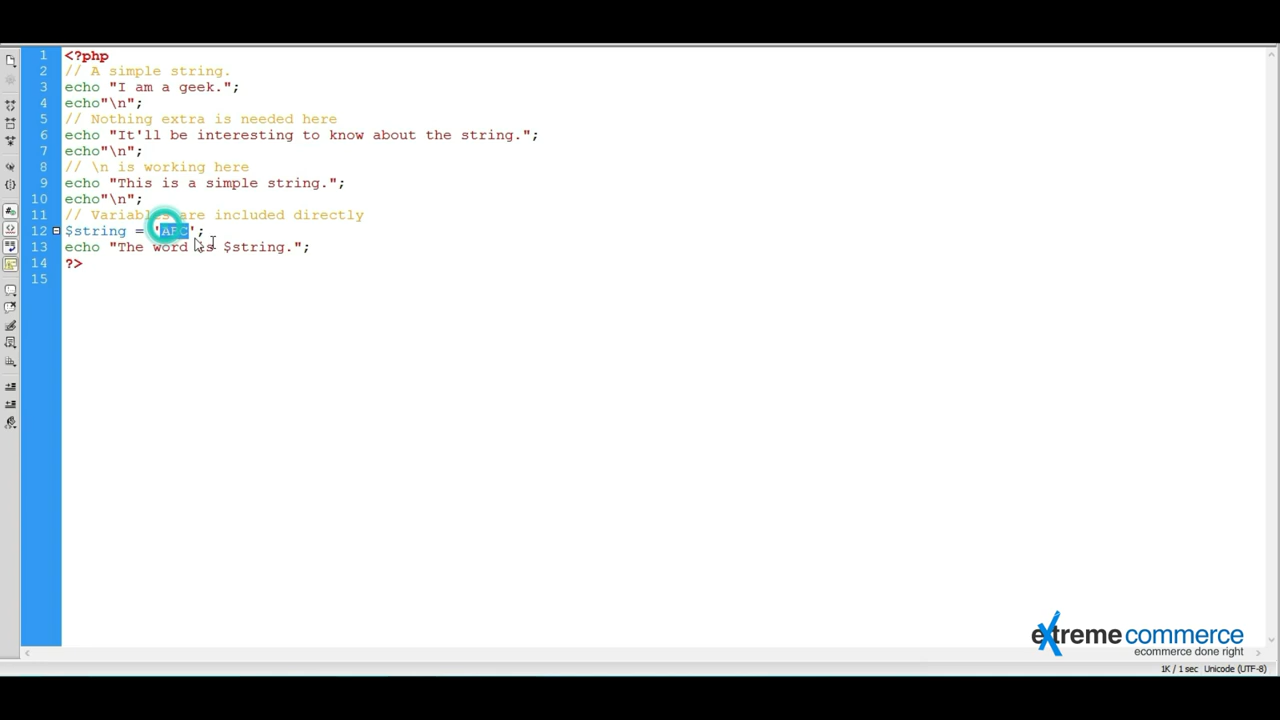 1 <?php
2 // A simple string.
3 echo "I am a geek.";
4 echo"\n";
5 // Nothing extra is needed here
6 echo "It'll be interesting to know about the string.";
7 echo"\n";
8 // \n is working here
9 echo "This is a simple string.";
10 echo"\n";
11 // Variables are included directly
12 $string = 'ABC';
13 echo "The word is $string.";
14 ?>
15
extreme commerce
ecommerce done right
1K / 1 sec Unicode (UTF-8)